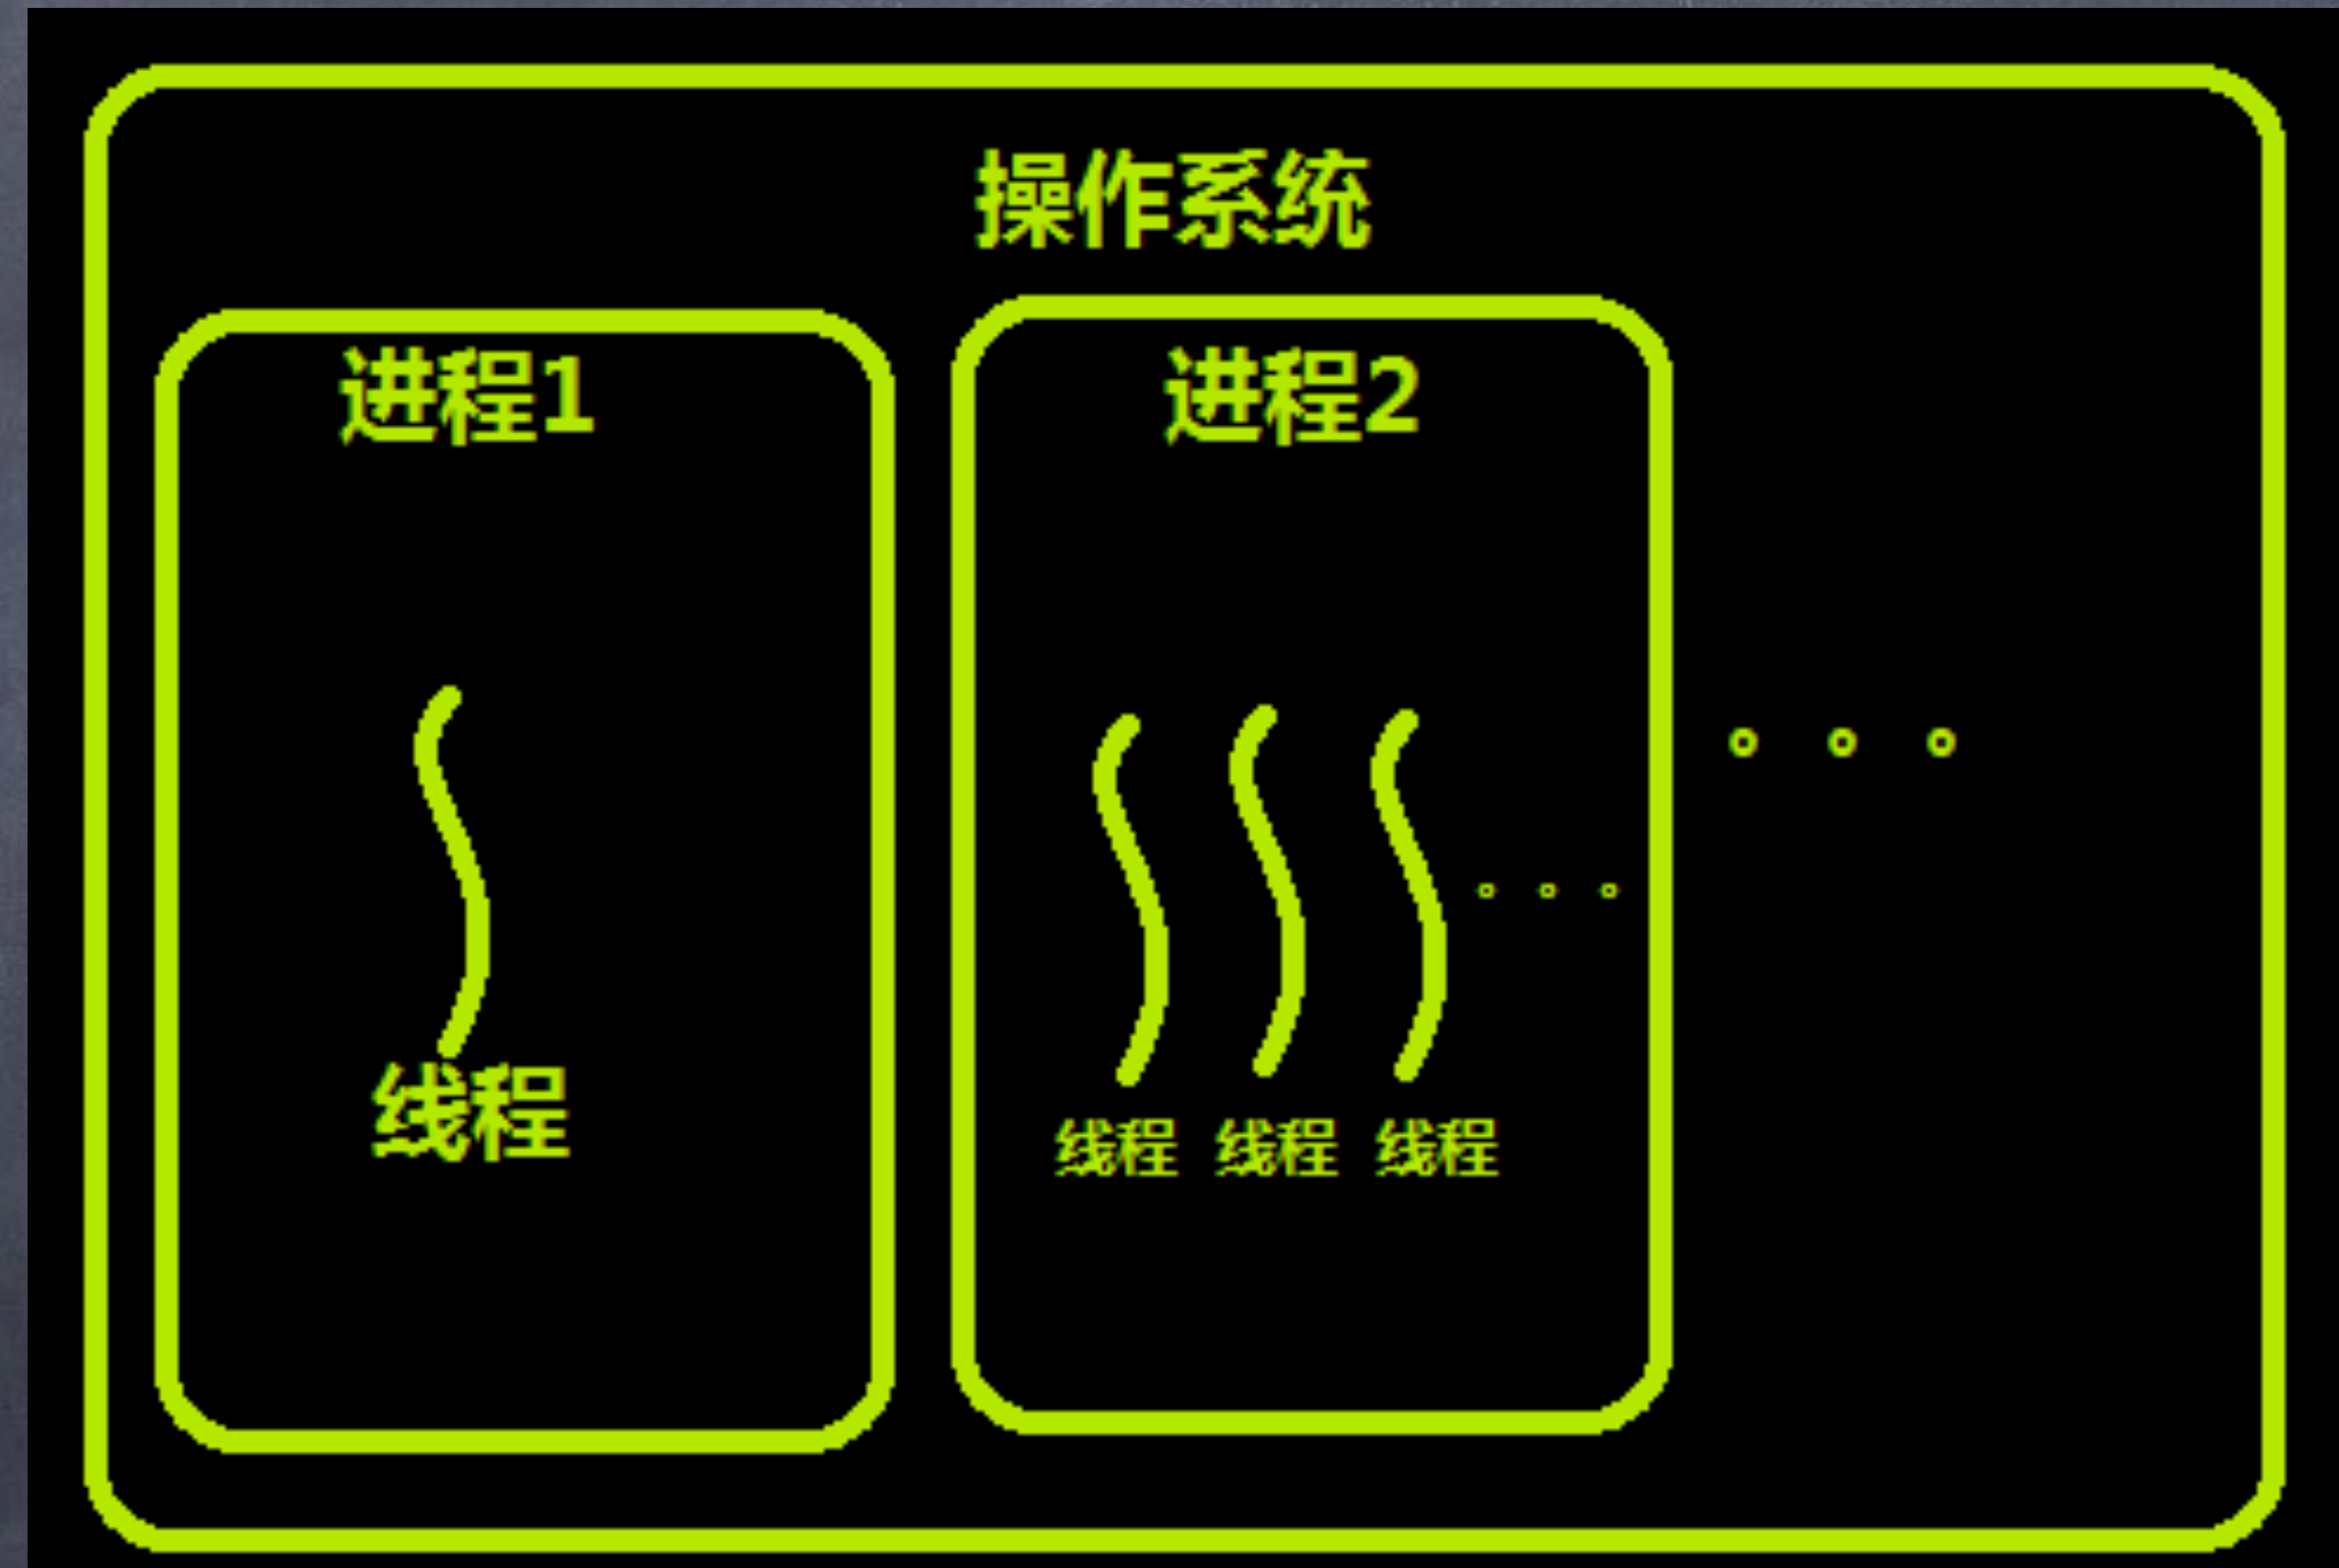 操作系统
进程1
进程2
。。。
。。。
线程
线程 线程 线程